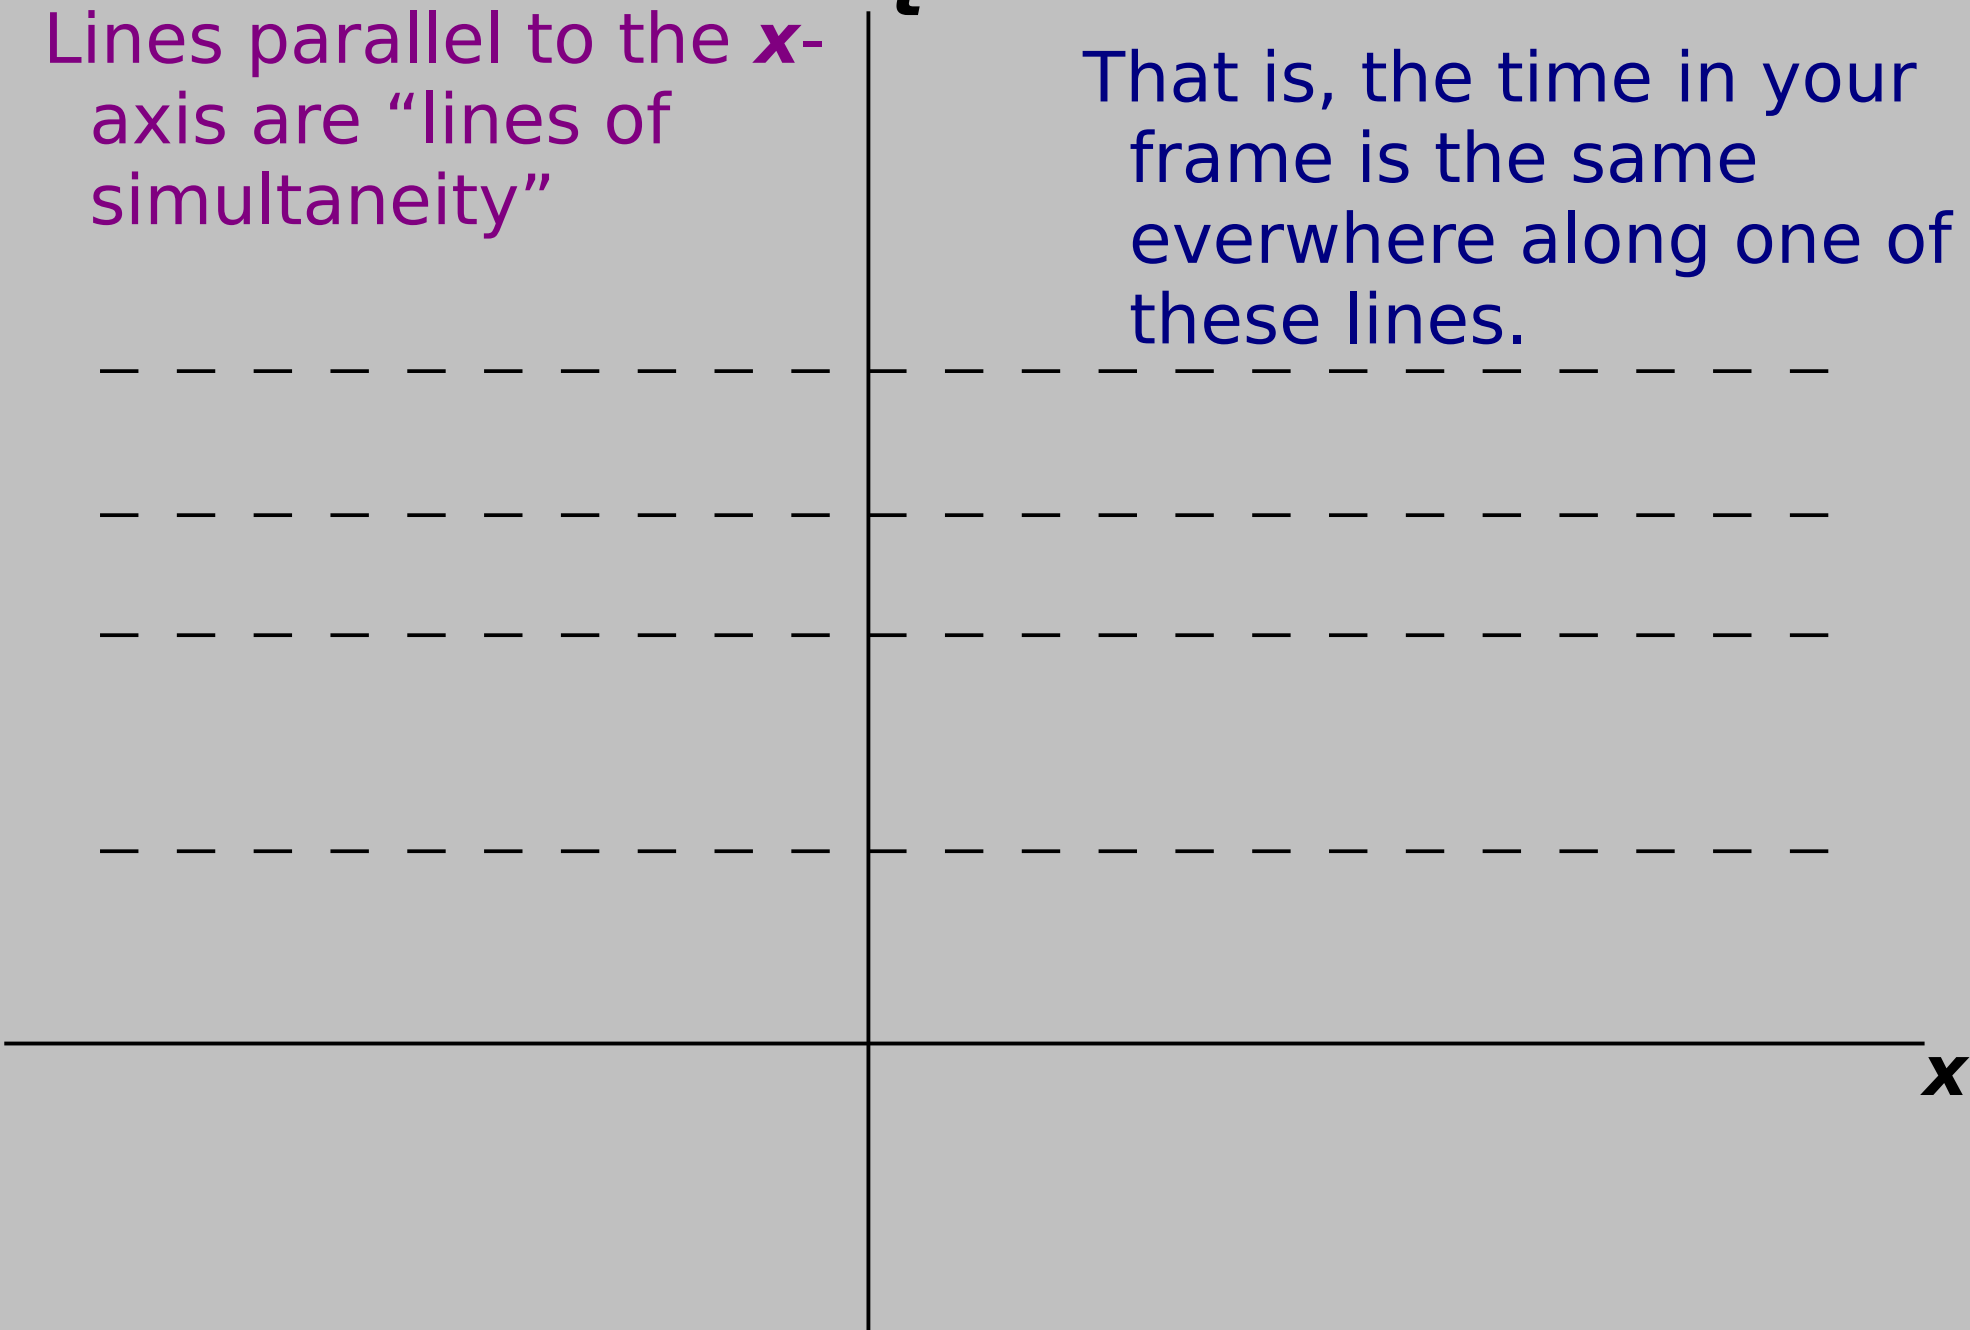 Lines parallel to the x-
axis are “lines of
simultaneity”
t
That is, the time in your
frame is the same
everwhere along one of
these lines.
x